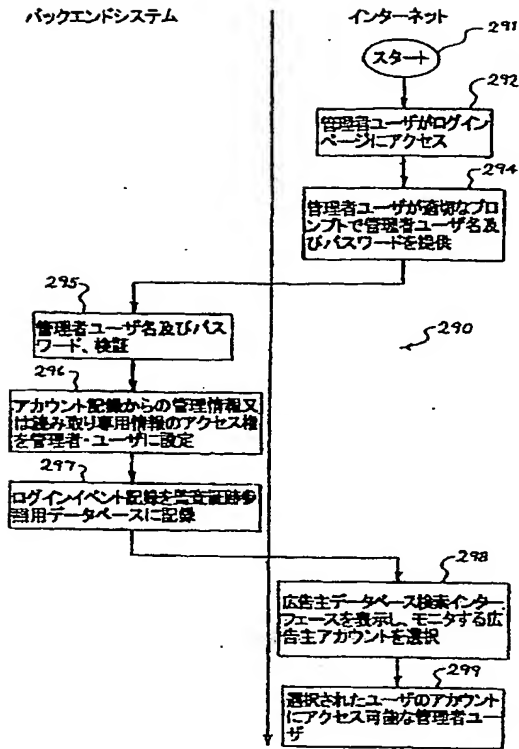 バックエンドシステム
インターネット
291
スタート
292
管理者ユーザがログイン
ページにアクセス
294
管理者ユーザが適切なプロ
ンプトで管理者ユーザ名及
びパスワードを提供
295
管理者ユーザ名及びパス
ワード、検証
290
296
アカウント記録からの管理情報又
は読み取り専用情報のアクセス権
を管理者・ユーザに設定
297
ログインイベント記録を監査証跡参
照用データベースに記録
298
広告主データベース検索インター
フェースを表示し、モニタする広
告主アカウントを選択
299
選択されたユーザのアカウント
にアクセス可能な管理者ユー
ザ